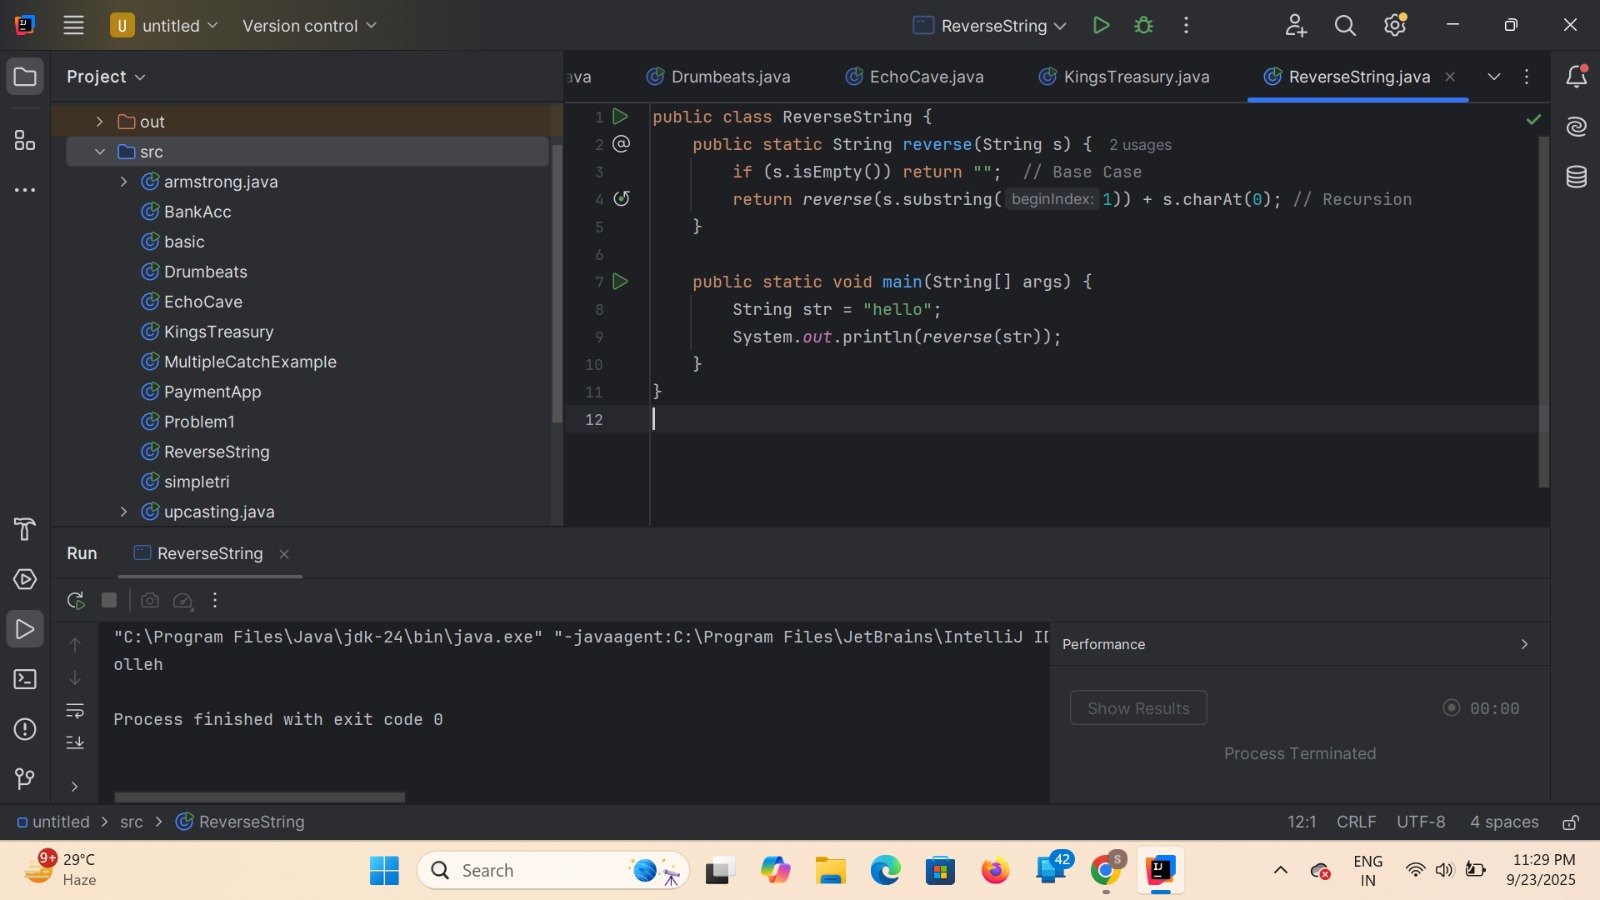 U untitled Version control ReverseString
Project
ava Drumbeats.java EchoCave.java KingsTreasury.java ReverseString.java
out
src
armstrong.java
BankAcc
basic
Drumbeats
EchoCave
KingsTreasury
MultipleCatchExample
PaymentApp
Problem1
ReverseString
simpletri
upcasting.java
1 public class ReverseString {
2 @ public static String reverse(String s) { 2 usages
3 if (s.isEmpty()) return ""; // Base Case
4 return reverse(s.substring( beginIndex: 1)) + s.charAt(0); // Recursion
5 }
6
7 public static void main(String[] args) {
8 String str = "hello";
9 System.out.println(reverse(str));
10 }
11 }
12
Run ReverseString
"C:\Program Files\Java\jdk-24\bin\java.exe" "-javaagent:C:\Program Files\JetBrains\IntelliJ ID
olleh
Process finished with exit code 0
Performance
Show Results 00:00
Process Terminated
untitled > src > ReverseString
12:1 CRLF UTF-8 4 spaces
9+ 29°C
Haze
Search
42
S
ENG
IN
11:29 PM
9/23/2025